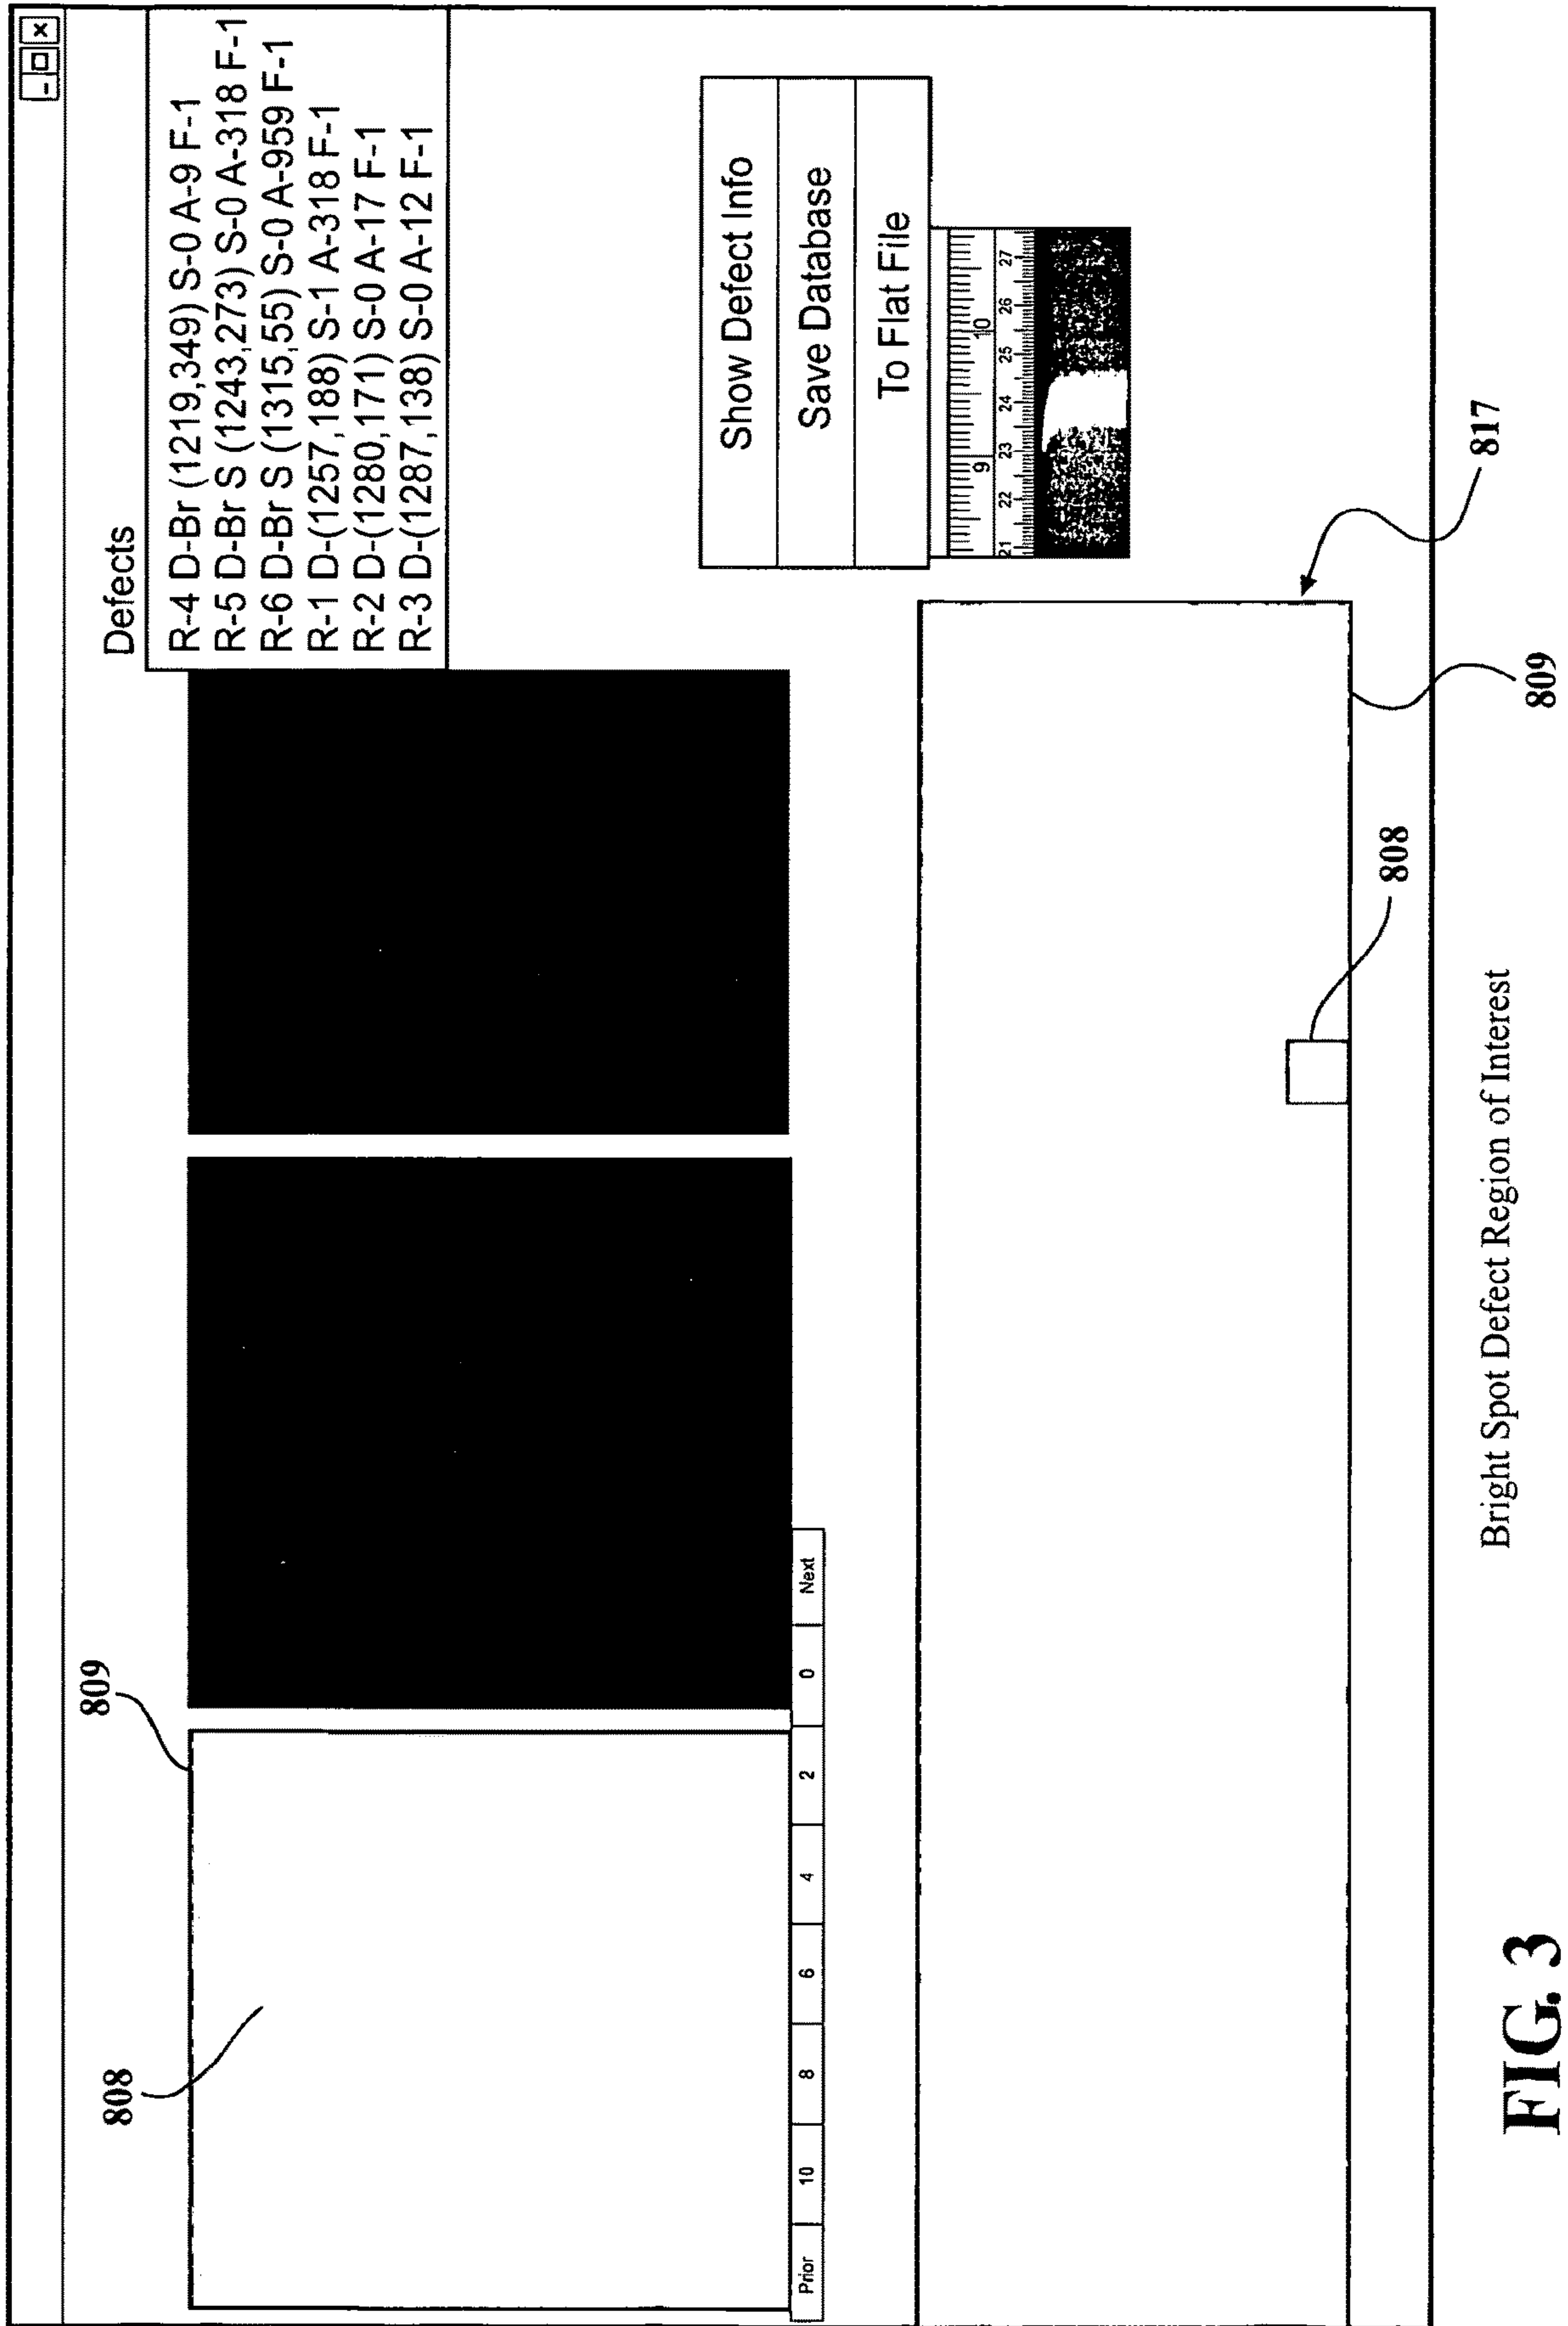 Defects
R-4 D-Br (1219,349) S-0 A-9 F-1
R-5 D-Br S (1243,273) S-0 A-318 F-1
R-6 D-Br S (1315,55) S-0 A-959 F-1
R-1 D-(1257,188) S-1 A-318 F-1
R-2 D-(1280,171) S-0 A-17 F-1
R-3 D-(1287,138) S-0 A-12 F-1
809
808
Prior 10 8 6 4 2 0 Next
Show Defect Info
Save Database
To Flat File
9 10
21 22 23 24 25 26 27
817
808
809
Bright Spot Defect Region of Interest
FIG. 3